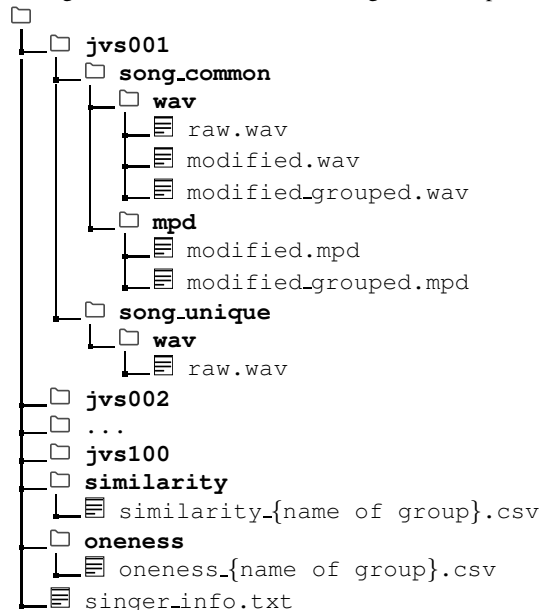 jvs001
song_common
wav
raw.wav
modified.wav
modified_grouped.wav
mpd
modified.mpd
modified_grouped.mpd
song_unique
wav
raw.wav
jvs002
...
jvs100
similarity
similarity_{name of group}.csv
oneness
oneness_{name of group}.csv
singer_info.txt